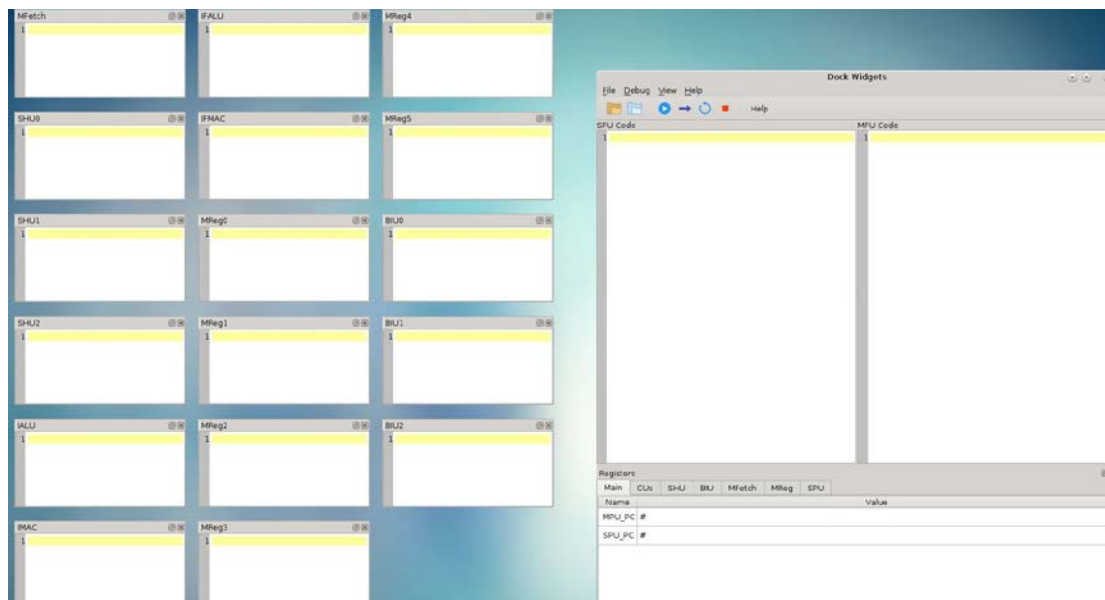 MFetch
1
IFALU
1
MReg4
1
SHU0
1
IFMAC
1
MReg5
1
SHU1
1
MReg0
1
BIU0
1
SHU2
1
MReg1
1
BIU1
1
IALU
1
MReg2
1
BIU2
1
IMAC
1
MReg3
1
Dock Widgets
File Debug View Help
Help
SPU Code
1
MPU Code
1
Registers
Main CUs SHU BIU MFetch MReg SPU
Name Value
MPU_PC #
SPU_PC #